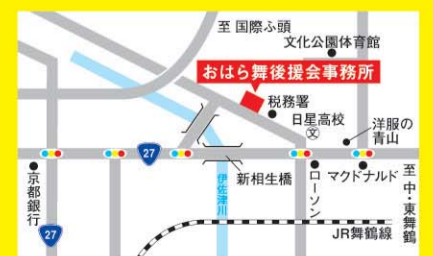 至 国際ふ頭
文化公園体育館
おはら舞後援会事務所
税務署
日星高校
文
洋服の
青山
27
新相生橋
伊佐津川
京都銀行
ローソン
マクドナルド
至 中・東舞鶴
27
JR舞鶴線